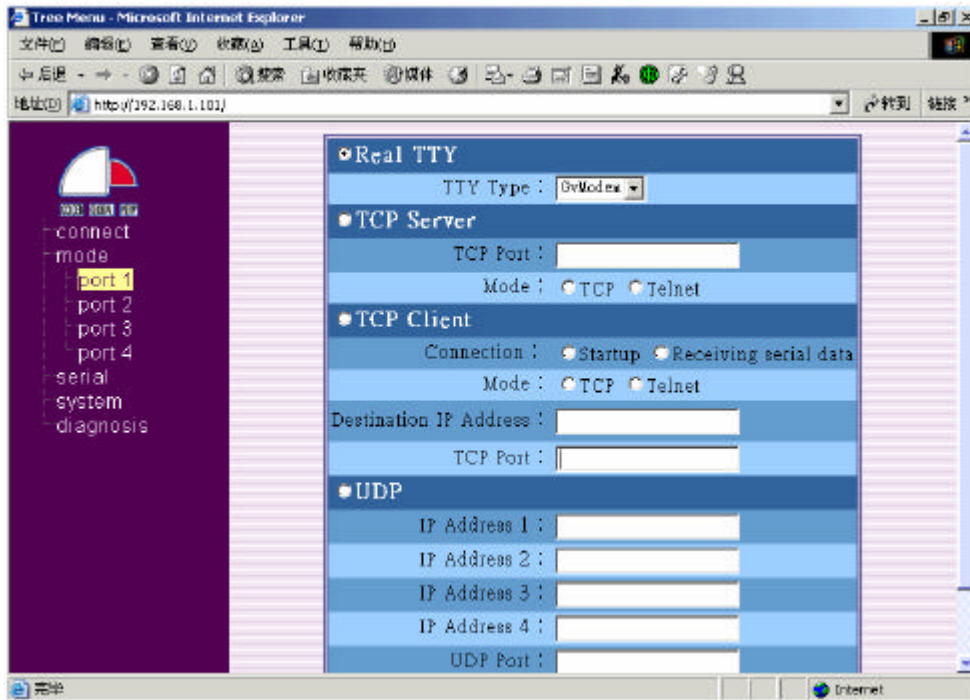 Tree Menu - Microsoft Internet Explorer
文件(F) 编辑(E) 查看(V) 收藏(A) 工具(T) 帮助(H)
后退 搜索 收藏夹 媒体
地址(D) http://192.168.1.101/ 转到 链接 »
connect
mode
port 1
port 2
port 3
port 4
serial
system
diagnosis
Real TTY
TTY Type :
TCP Server
TCP Port :
Mode : TCP Telnet
TCP Client
Connection : Startup Receiving serial data
Mode : TCP Telnet
Destination IP Address :
TCP Port :
UDP
IP Address 1 :
IP Address 2 :
IP Address 3 :
IP Address 4 :
UDP Port :
完毕 Internet